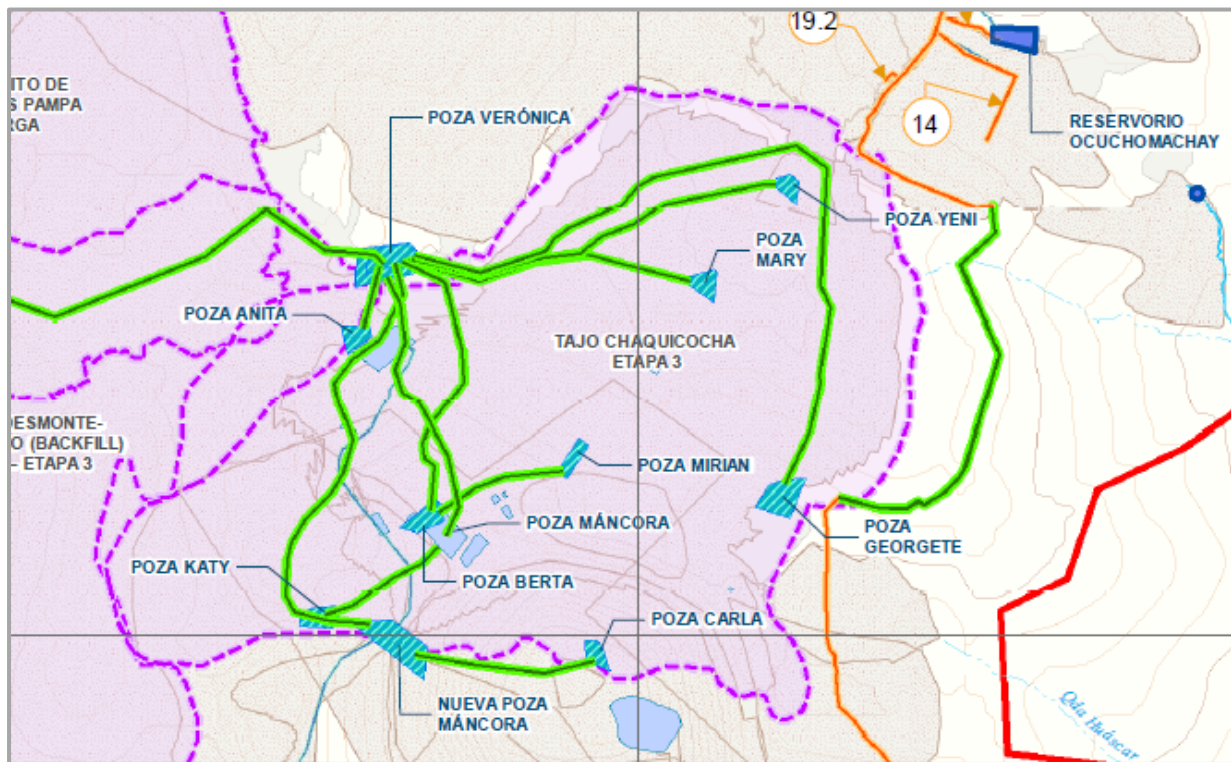 19.2
ITO DE
S PAMPA
RGA
POZA VERÓNICA
14
RESERVORIO
OCUCHOMACHAY
POZA YENI
POZA
MARY
POZA ANITA
TAJO CHAQUICOCHA
ETAPA 3
DESMONTE-
O (BACKFILL)
– ETAPA 3
POZA MIRIAN
POZA MÁNCORA
POZA
GEORGETE
POZA KATY
POZA BERTA
POZA CARLA
NUEVA POZA
MÁNCORA
Qda Huáscar